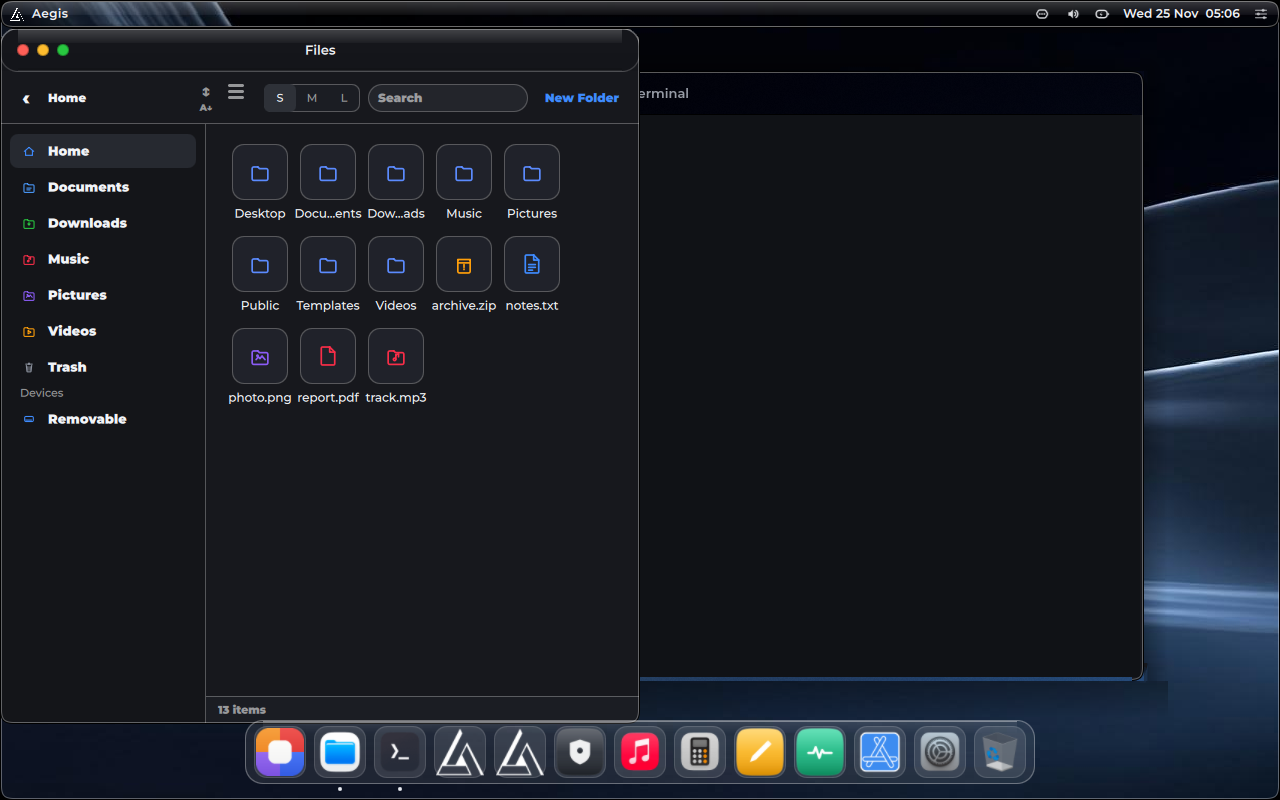 Aegis
Wed 25 Nov 05:06
Files
erminal
Home
A+
S
M
L
Search
New Folder
Home
Documents
Downloads
Music
Pictures
Videos
Trash
Devices
Removable
Desktop
Docu...ents
Dow...ads
Music
Pictures
Public
Templates
Videos
archive.zip
notes.txt
photo.png
report.pdf
track.mp3
13 items